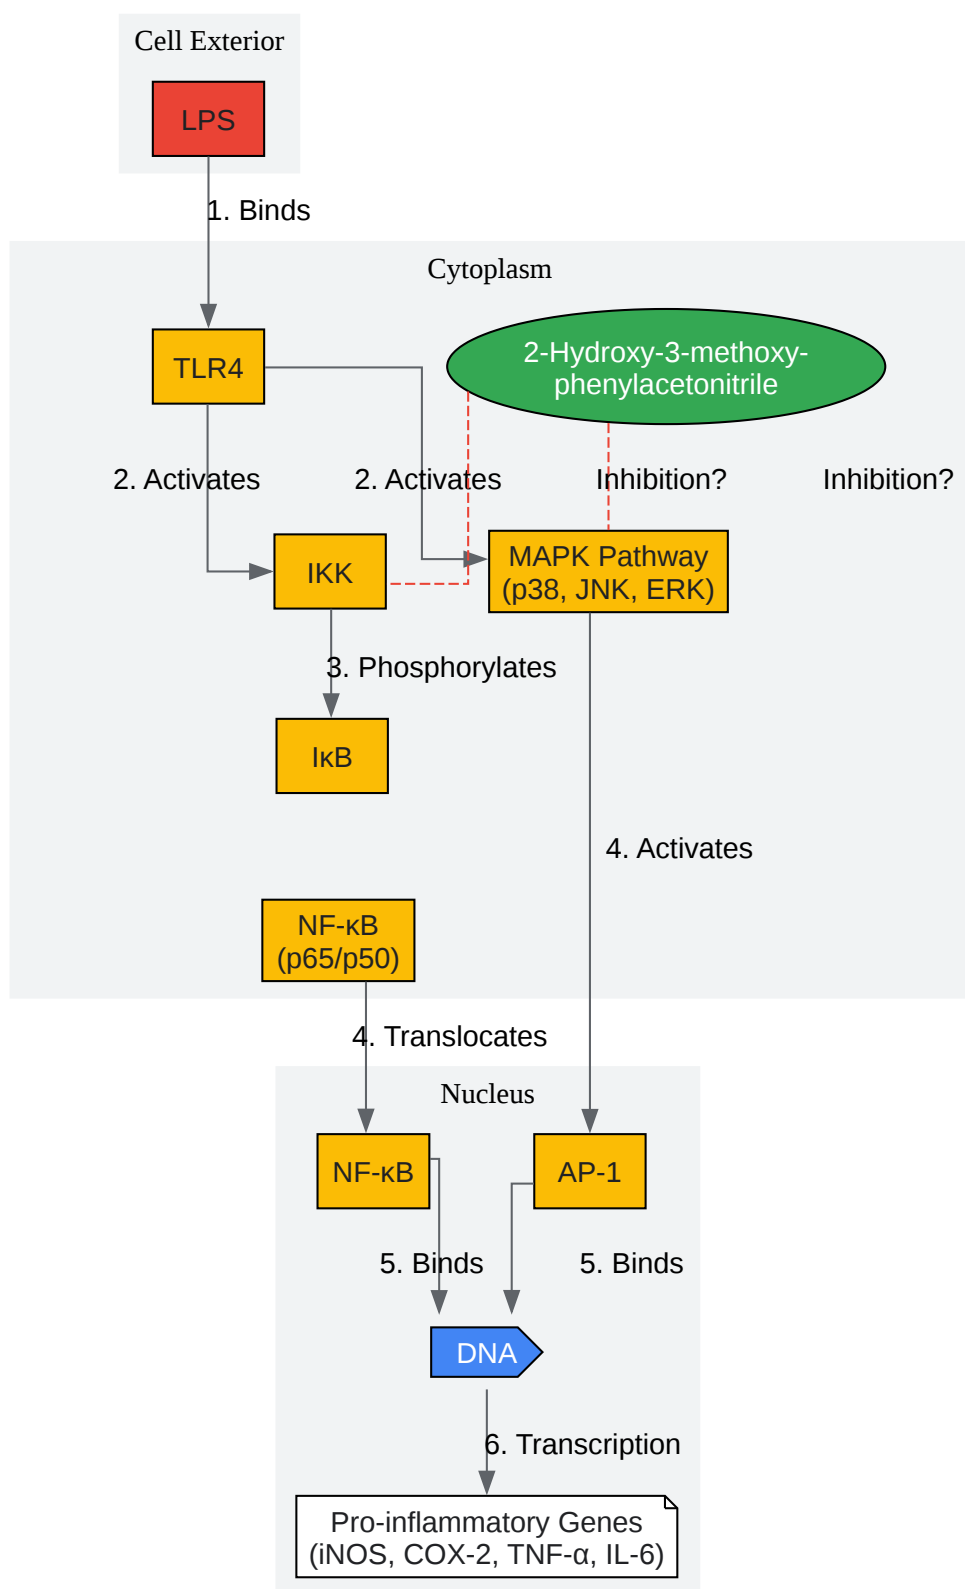 Cell Exterior
LPS
1. Binds
Cytoplasm
TLR4
2-Hydroxy-3-methoxy-
phenylacetonitrile
2. Activates
2. Activates
Inhibition?
Inhibition?
IKK
MAPK Pathway
(p38, JNK, ERK)
3. Phosphorylates
IκB
4. Activates
NF-κB
(p65/p50)
4. Translocates
Nucleus
NF-κB
AP-1
5. Binds
5. Binds
DNA
6. Transcription
Pro-inflammatory Genes
(iNOS, COX-2, TNF-α, IL-6)